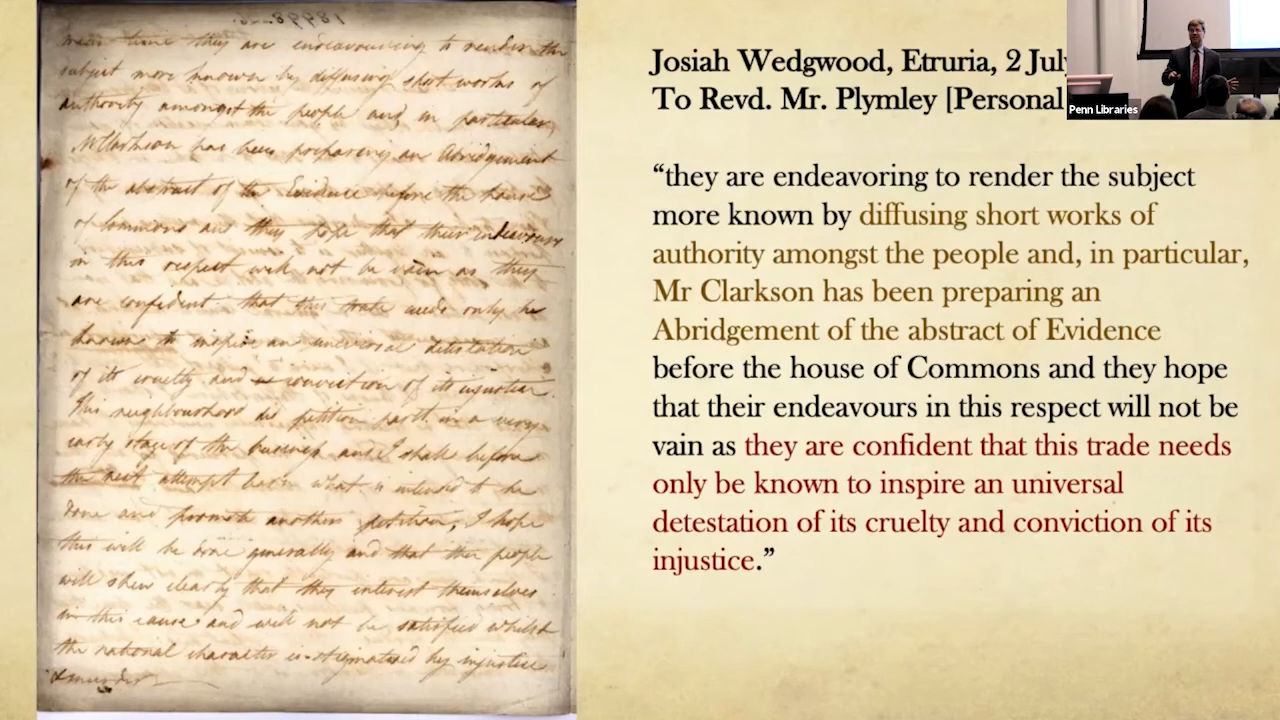 mean time they are endeavouring to render the
subject more known by diffusing short works of
authority amongst the people and, in particular,
Mr Clarkson has been preparing an Abridgement
of the abstract of the Evidence before the house
of Commons and they hope that their endeavours
in this respect will not be vain as they
are confident that this trade needs only be
known to inspire an universal detestation
of its cruelty and conviction of its injustice.
This neighbourhood did petition parlt. in a very
early stage of the business and I shall before
the next attempt learn what is intended to be
done and promote another petition, I hope
this will be done generally and that the people
will shew clearly that they interest themselves
in this cause and will not be satisfied whilst
the national character is stigmatised by injustice
& murder
Josiah Wedgwood, Etruria, 2 July
To Revd. Mr. Plymley [Personal
“they are endeavoring to render the subject
more known by diffusing short works of
authority amongst the people and, in particular,
Mr Clarkson has been preparing an
Abridgement of the abstract of Evidence
before the house of Commons and they hope
that their endeavours in this respect will not be
vain as they are confident that this trade needs
only be known to inspire an universal
detestation of its cruelty and conviction of its
injustice.”
Penn Libraries